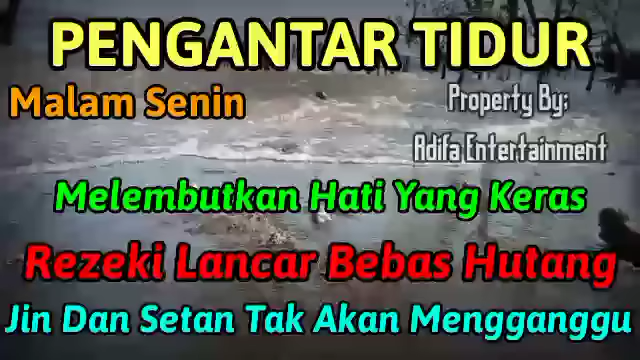 PENGANTAR TIDUR
Malam Senin
Property By:
Adifa Entertainment
Melembutkan Hati Yang Keras
Rezeki Lancar Bebas Hutang
Jin Dan Setan Tak Akan Mengganggu